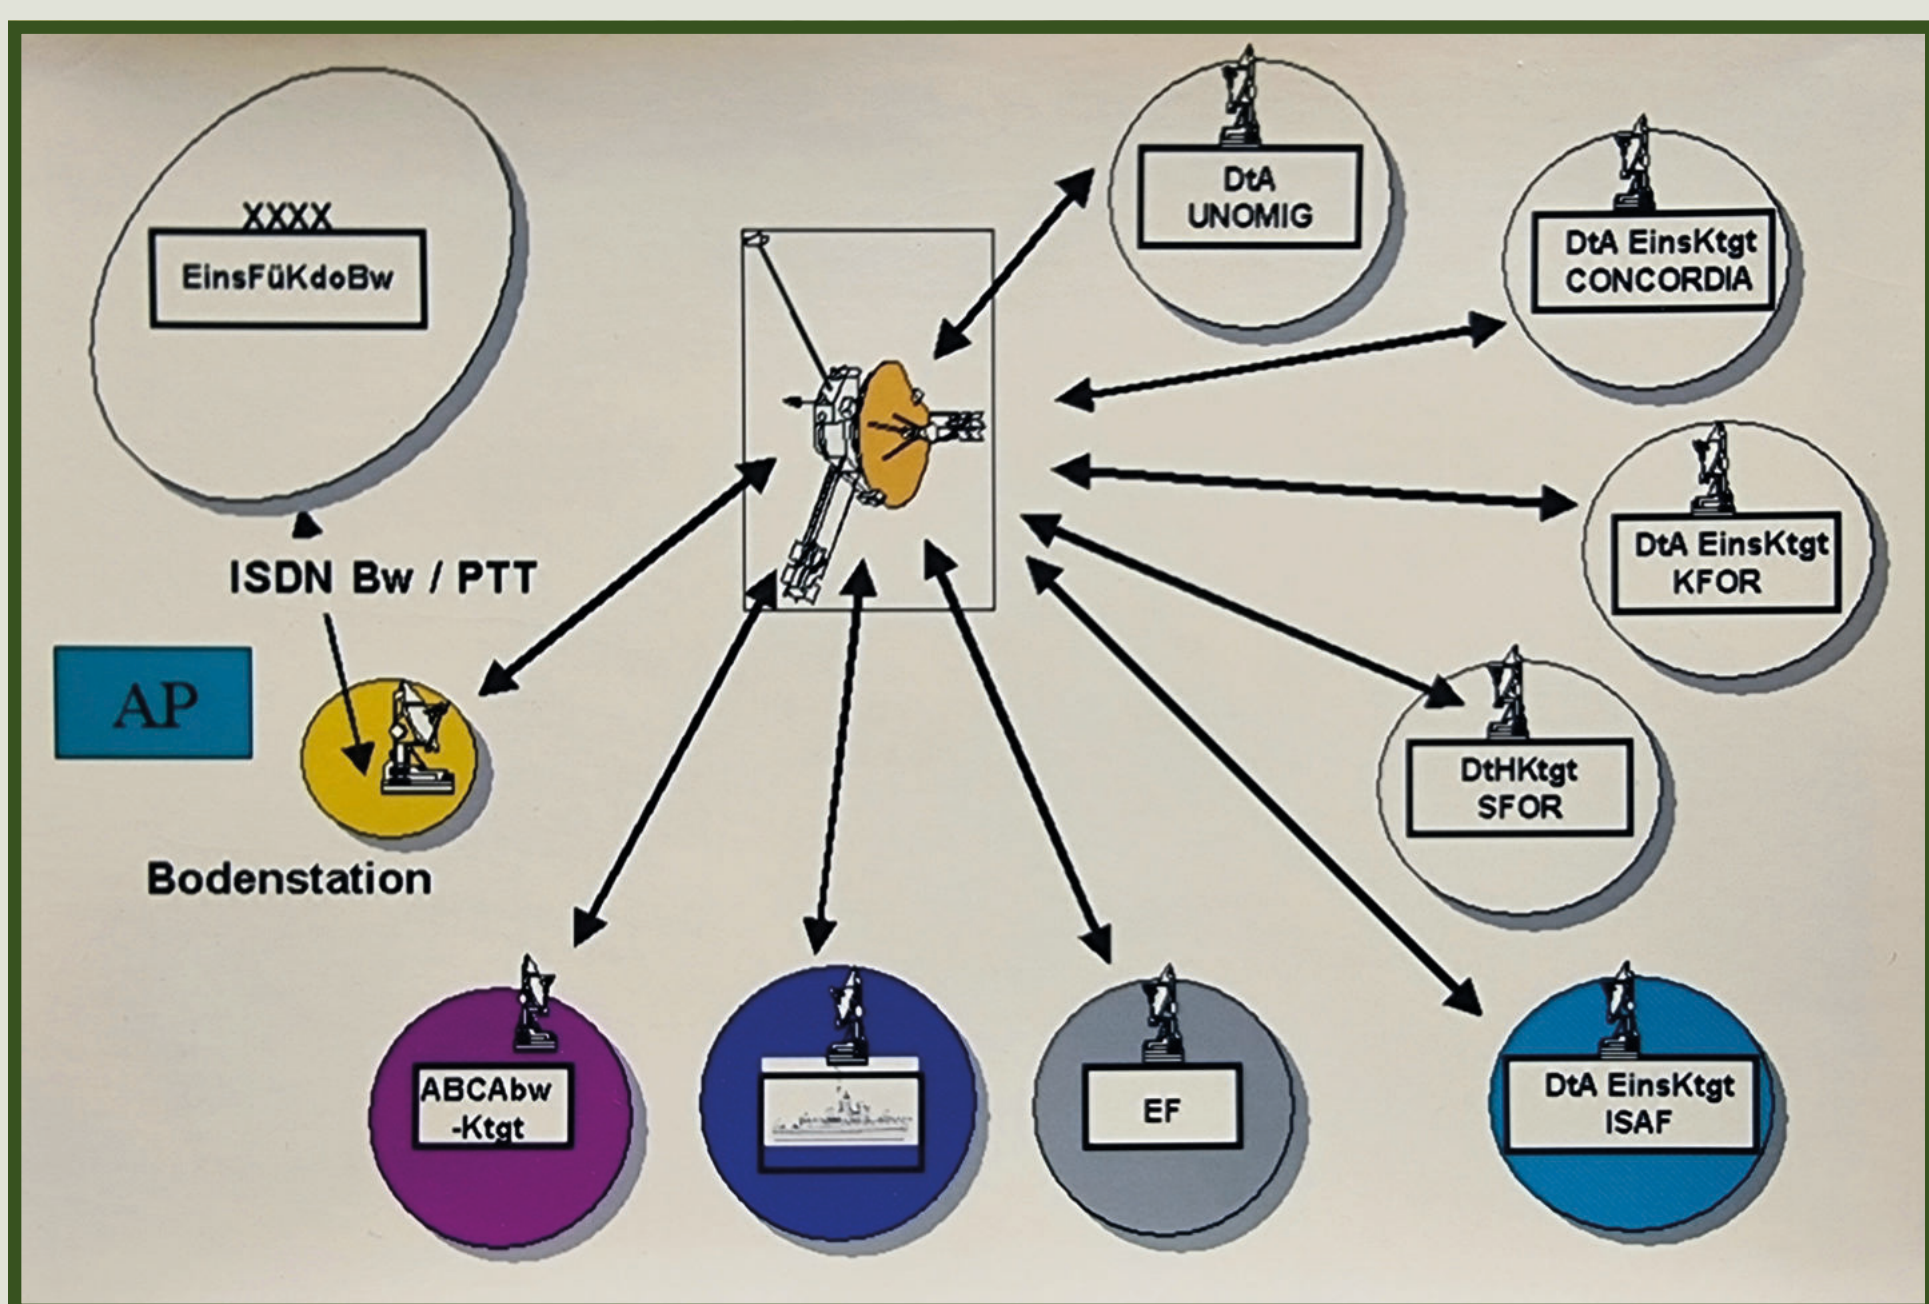 XXXX
EinsFüKdoBw
DtA
UNOMIG
DtA EinsKtgt
CONCORDIA
DtA EinsKtgt
KFOR
ISDN Bw / PTT
AP
DtHKtgt
SFOR
Bodenstation
ABCAbw
-Ktgt
EF
DtA EinsKtgt
ISAF